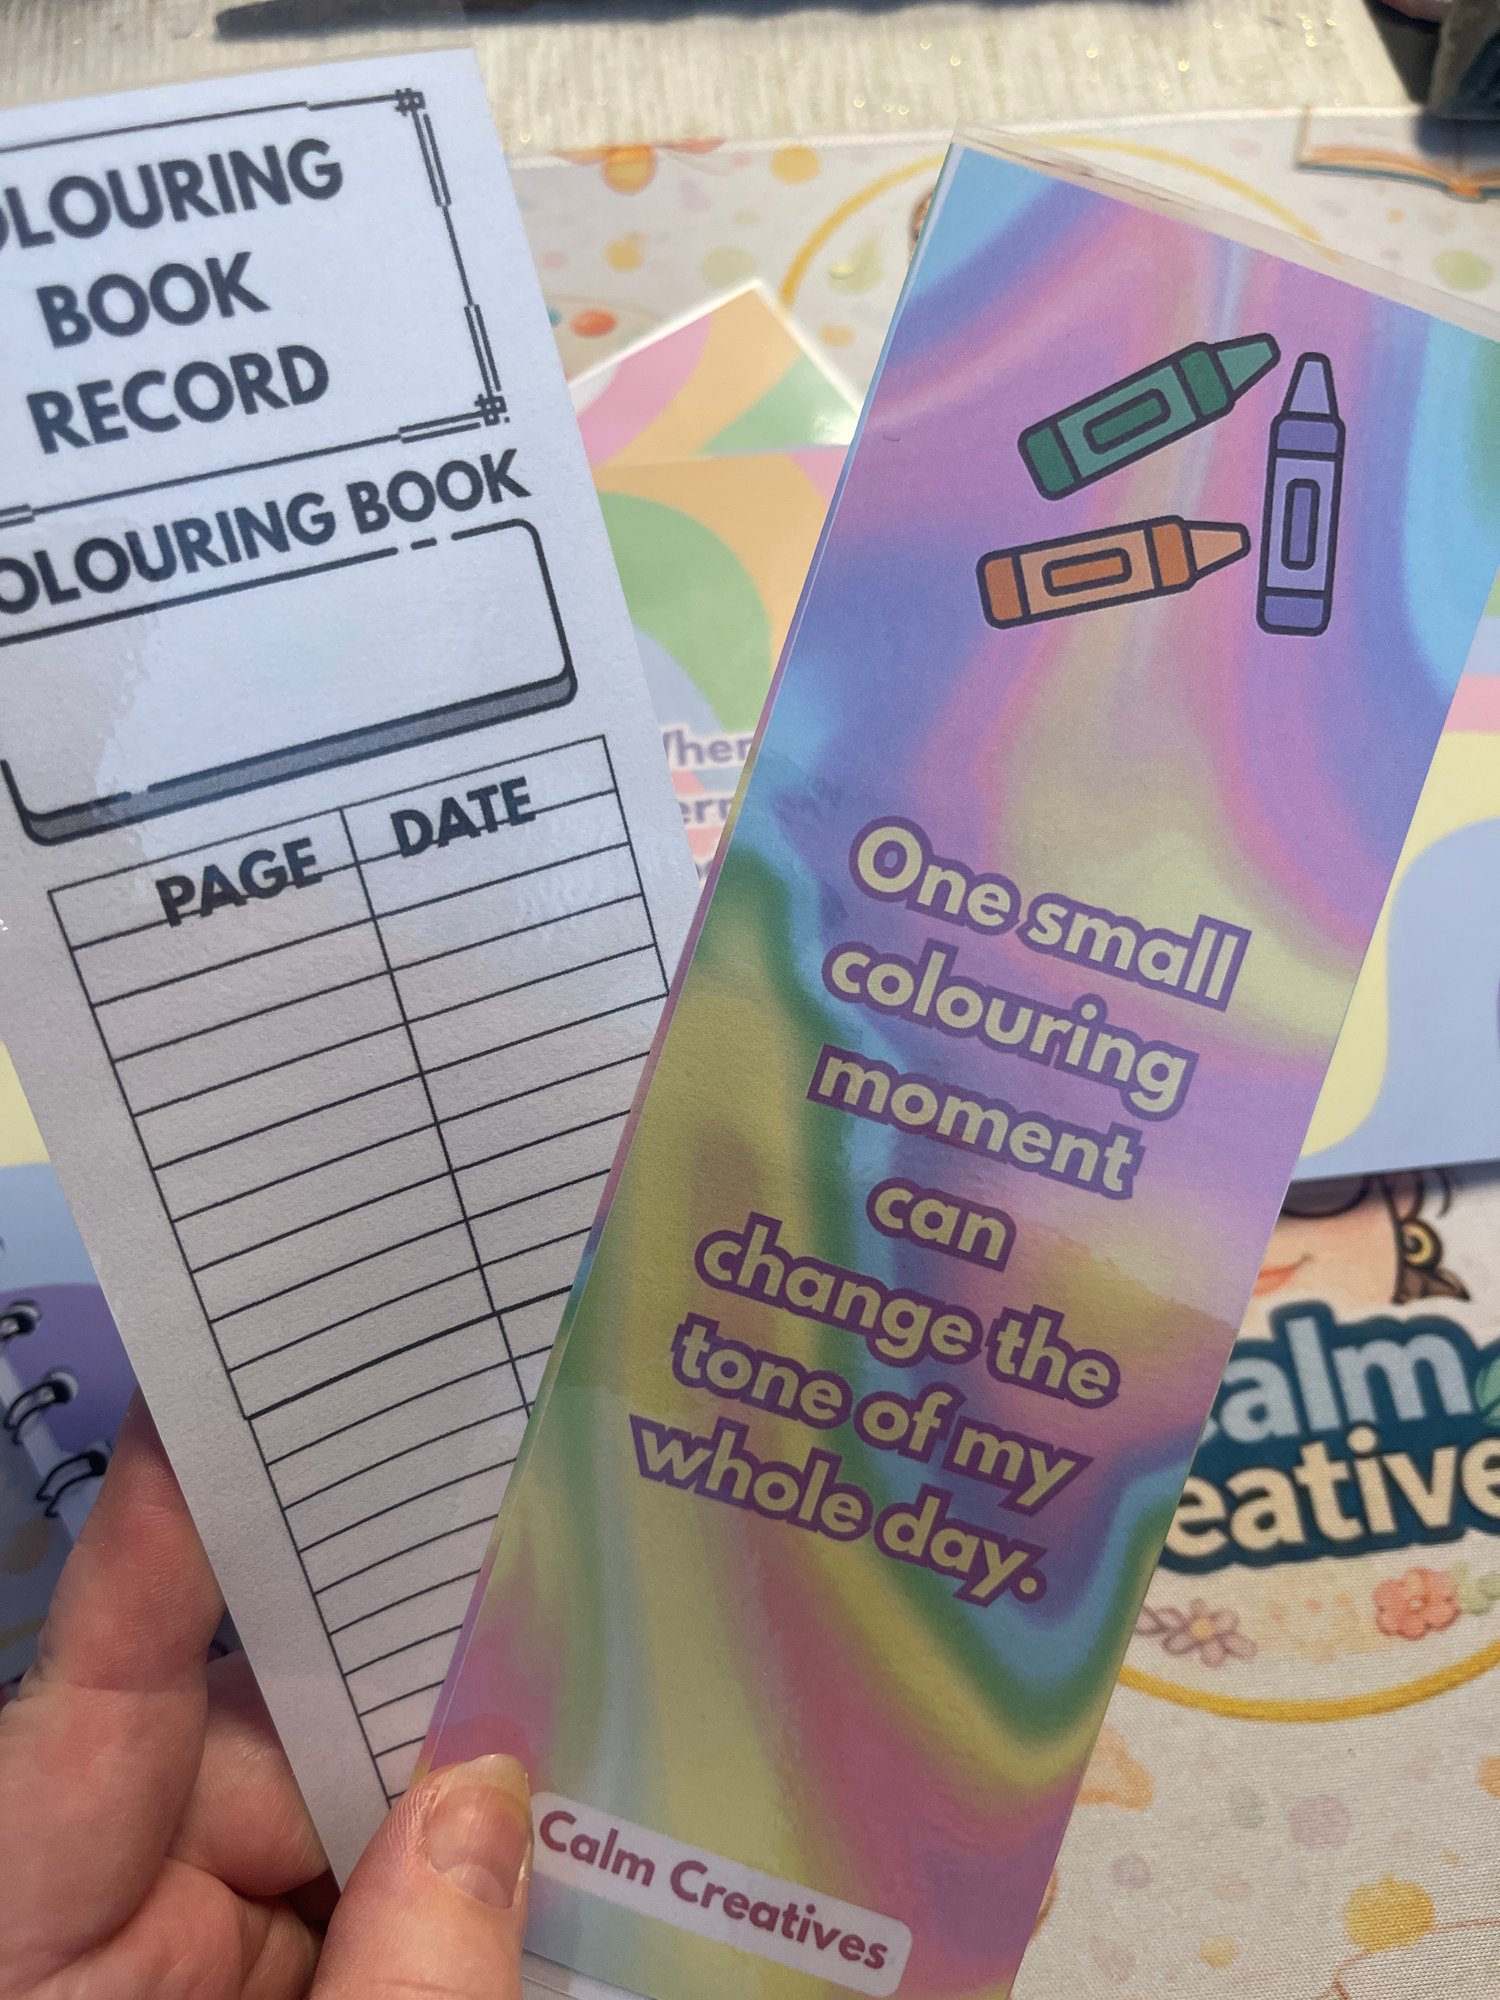 OLOURING
BOOK
RECORD
OLOURING BOOK
PAGE DATE
One small
colouring
moment
can
change the
tone of my
whole day.
Calm Creatives
alm
eative